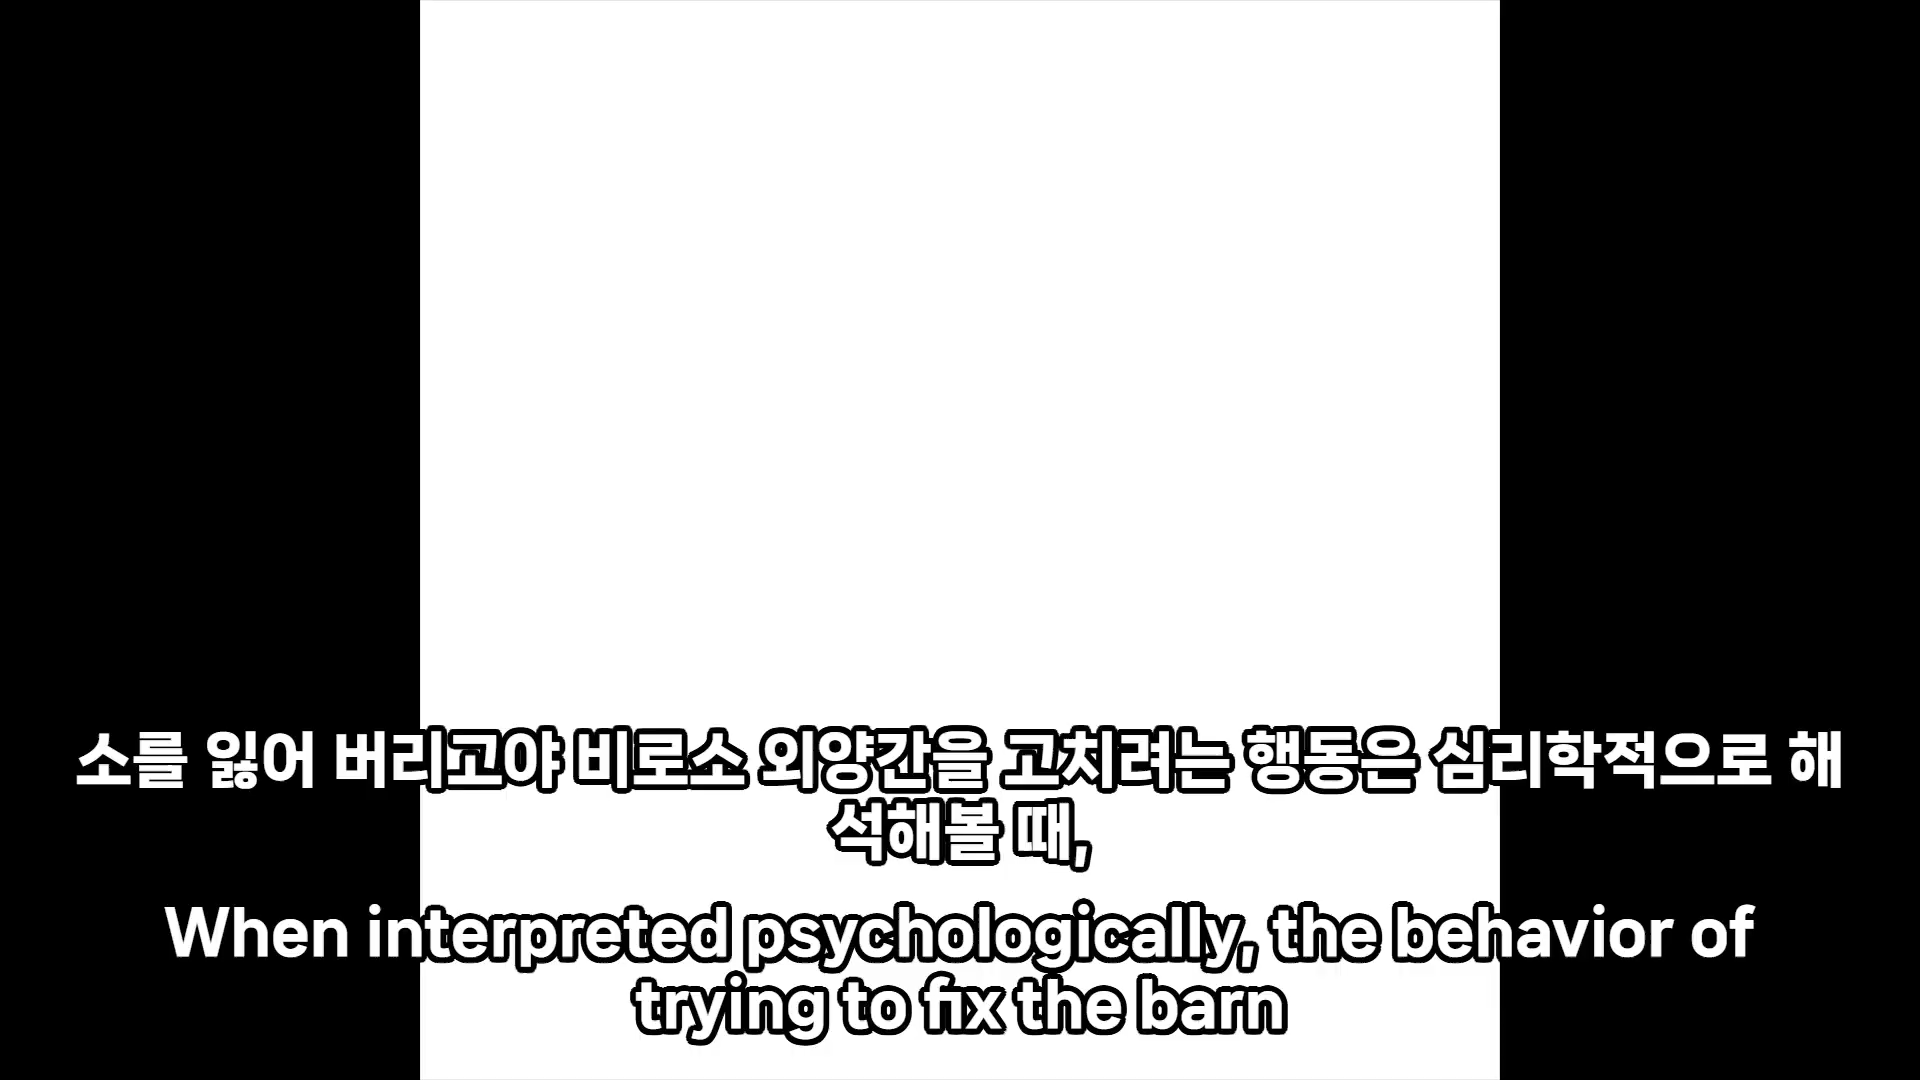 소를 잃어 버리고야 비로소 외양간을 고치려는 행동은 심리학적으로 해
석해볼 때,
When interpreted psychologically, the behavior of
trying to fix the barn